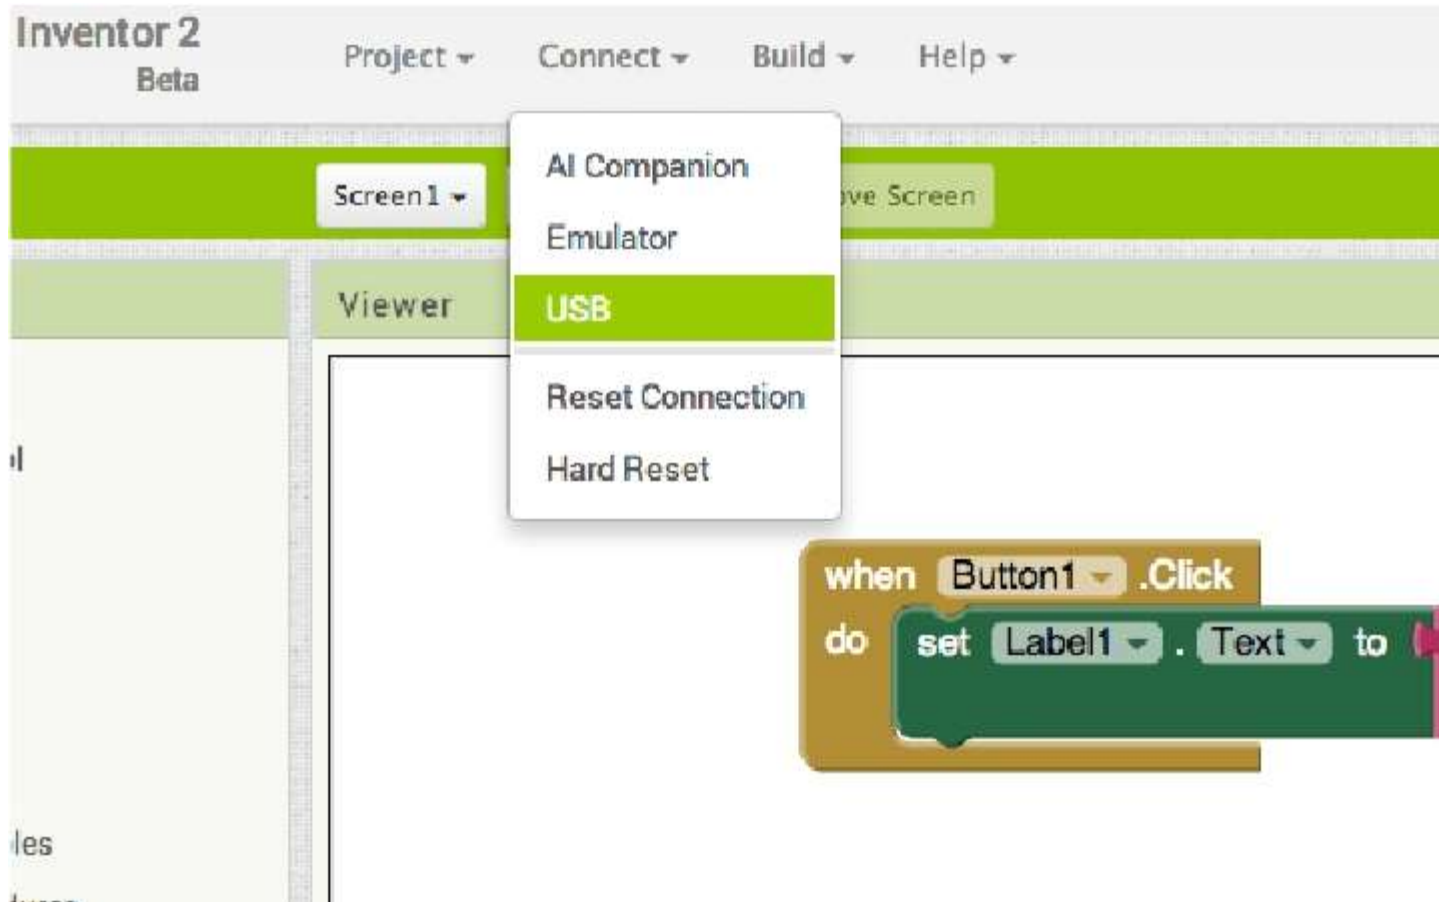 Inventor 2
Beta
Project Connect Build Help
AI Companion
Emulator
USB
Reset Connection
Hard Reset
Screen1
Screen
Viewer
when Button1 .Click
do set Label1 . Text to